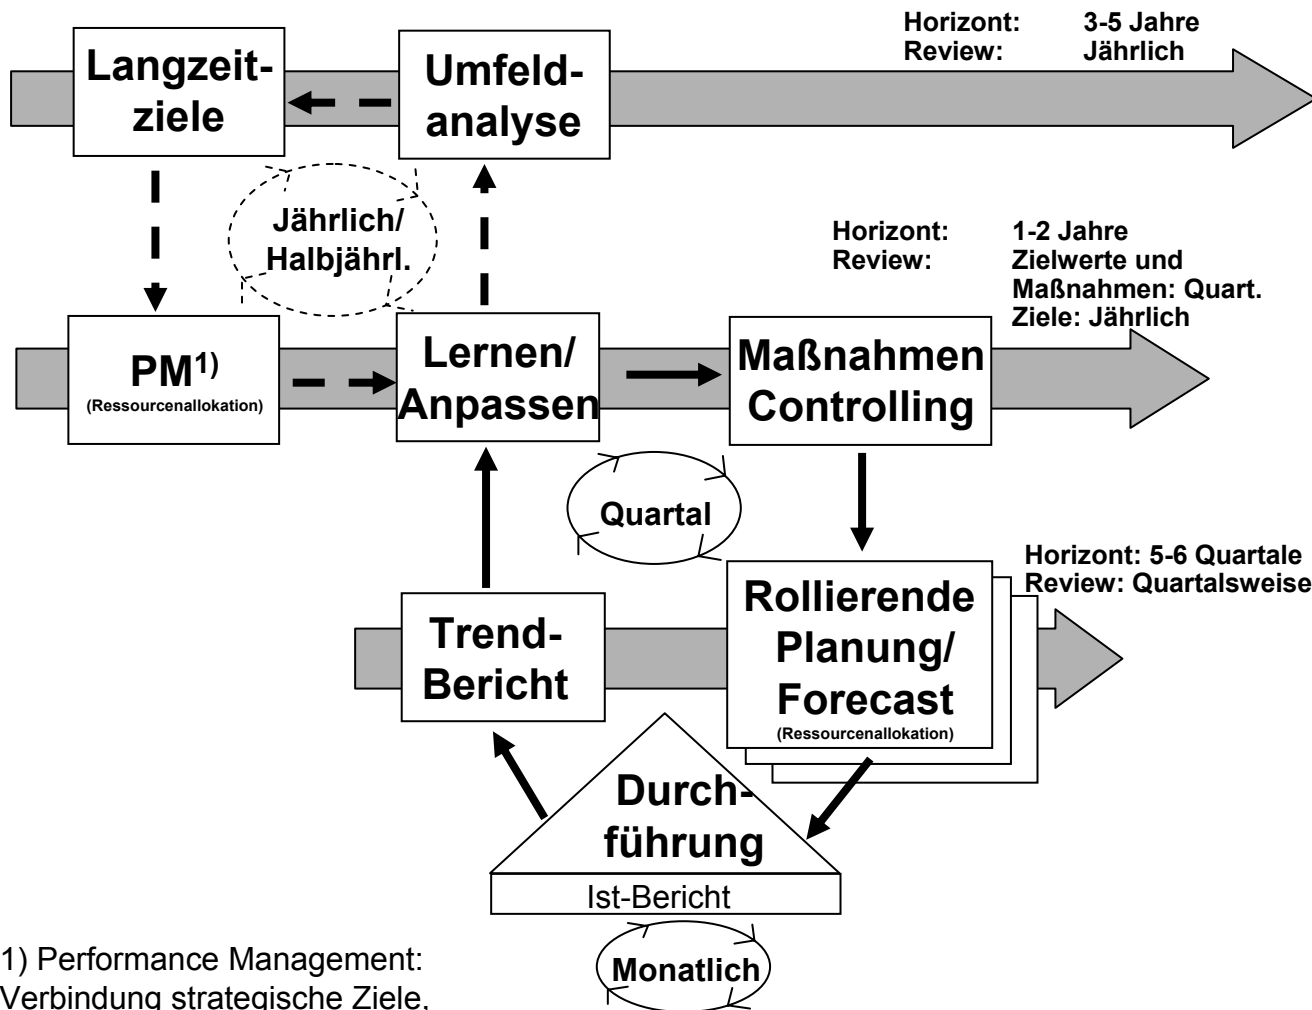 Horizont: 3-5 Jahre
Review: Jährlich
Langzeit-
ziele
Umfeld-
analyse
Jährlich/
Halbjährl.
Horizont: 1-2 Jahre
Review: Zielwerte und
Maßnahmen: Quart.
Ziele: Jährlich
PM1)
(Ressourcenallokation)
Lernen/
Anpassen
Maßnahmen
Controlling
Quartal
Horizont: 5-6 Quartale
Review: Quartalsweise
Trend-
Bericht
Rollierende
Planung/
Forecast
(Ressourcenallokation)
Durch-
führung
Ist-Bericht
Monatlich
1) Performance Management:
Verbindung strategische Ziele,